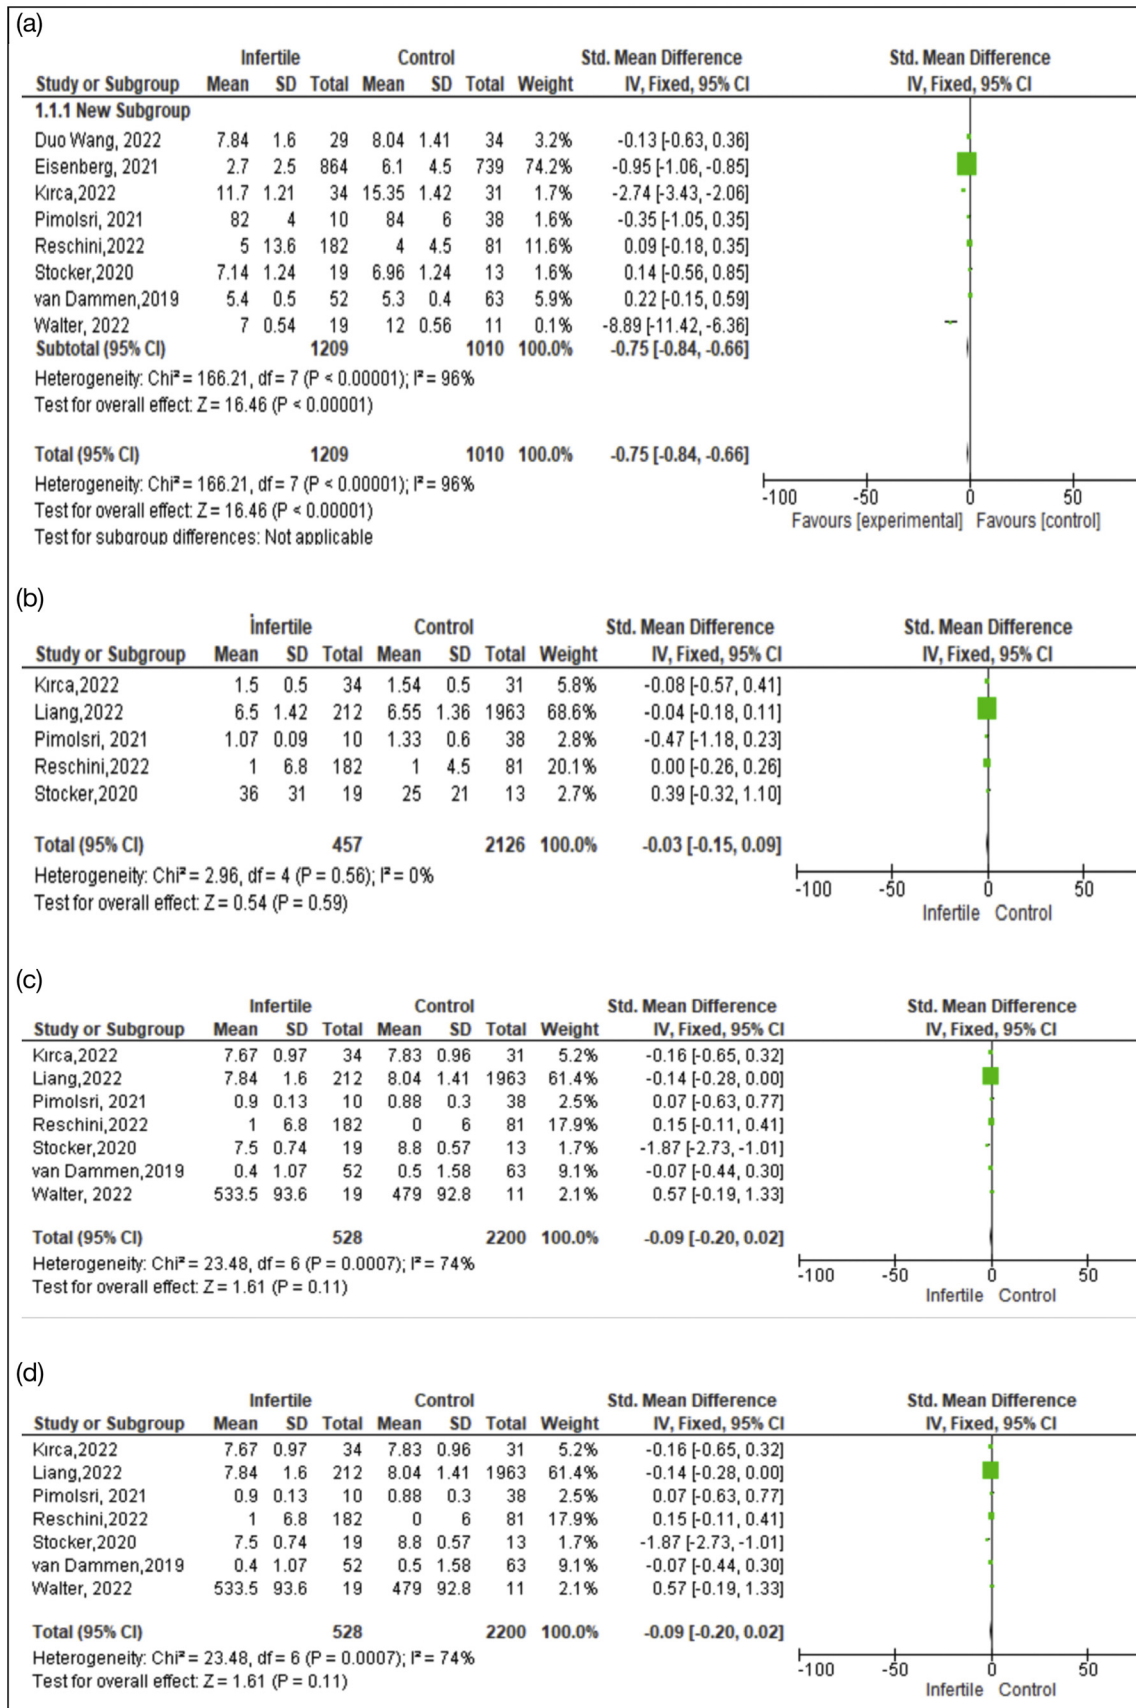 (a)
Infertile Control Std. Mean Difference Std. Mean Difference
Study or Subgroup Mean SD Total Mean SD Total Weight IV, Fixed, 95% CI IV, Fixed, 95% CI
1.1.1 New Subgroup
Duo Wang, 2022 7.84 1.6 29 8.04 1.41 34 3.2% -0.13 [-0.63, 0.36]
Eisenberg, 2021 2.7 2.5 864 6.1 4.5 739 74.2% -0.95 [-1.06, -0.85]
Kırca,2022 11.7 1.21 34 15.35 1.42 31 1.7% -2.74 [-3.43, -2.06]
Pimolsri, 2021 82 4 10 84 6 38 1.6% -0.35 [-1.05, 0.35]
Reschini,2022 5 13.6 182 4 4.5 81 11.6% 0.09 [-0.18, 0.35]
Stocker,2020 7.14 1.24 19 6.96 1.24 13 1.6% 0.14 [-0.56, 0.85]
van Dammen,2019 5.4 0.5 52 5.3 0.4 63 5.9% 0.22 [-0.15, 0.59]
Walter, 2022 7 0.54 19 12 0.56 11 0.1% -8.89 [-11.42, -6.36]
Subtotal (95% CI) 1209 1010 100.0% -0.75 [-0.84, -0.66]
Heterogeneity: Chi² = 166.21, df = 7 (P < 0.00001); I² = 96%
Test for overall effect: Z = 16.46 (P < 0.00001)
Total (95% CI) 1209 1010 100.0% -0.75 [-0.84, -0.66]
Heterogeneity: Chi² = 166.21, df = 7 (P < 0.00001); I² = 96%
Test for overall effect: Z = 16.46 (P < 0.00001)
Test for subgroup differences: Not applicable
-100 -50 0 50
Favours [experimental] Favours [control]
(b)
İnfertile Control Std. Mean Difference Std. Mean Difference
Study or Subgroup Mean SD Total Mean SD Total Weight IV, Fixed, 95% CI IV, Fixed, 95% CI
Kırca,2022 1.5 0.5 34 1.54 0.5 31 5.8% -0.08 [-0.57, 0.41]
Liang,2022 6.5 1.42 212 6.55 1.36 1963 68.6% -0.04 [-0.18, 0.11]
Pimolsri, 2021 1.07 0.09 10 1.33 0.6 38 2.8% -0.47 [-1.18, 0.23]
Reschini,2022 1 6.8 182 1 4.5 81 20.1% 0.00 [-0.26, 0.26]
Stocker,2020 36 31 19 25 21 13 2.7% 0.39 [-0.32, 1.10]
Total (95% CI) 457 2126 100.0% -0.03 [-0.15, 0.09]
Heterogeneity: Chi² = 2.96, df = 4 (P = 0.56); I² = 0%
Test for overall effect: Z = 0.54 (P = 0.59)
-100 -50 0 50
Infertile Control
(c)
Infertile Control Std. Mean Difference Std. Mean Difference
Study or Subgroup Mean SD Total Mean SD Total Weight IV, Fixed, 95% CI IV, Fixed, 95% CI
Kırca,2022 7.67 0.97 34 7.83 0.96 31 5.2% -0.16 [-0.65, 0.32]
Liang,2022 7.84 1.6 212 8.04 1.41 1963 61.4% -0.14 [-0.28, 0.00]
Pimolsri, 2021 0.9 0.13 10 0.88 0.3 38 2.5% 0.07 [-0.63, 0.77]
Reschini,2022 1 6.8 182 0 6 81 17.9% 0.15 [-0.11, 0.41]
Stocker,2020 7.5 0.74 19 8.8 0.57 13 1.7% -1.87 [-2.73, -1.01]
van Dammen,2019 0.4 1.07 52 0.5 1.58 63 9.1% -0.07 [-0.44, 0.30]
Walter, 2022 533.5 93.6 19 479 92.8 11 2.1% 0.57 [-0.19, 1.33]
Total (95% CI) 528 2200 100.0% -0.09 [-0.20, 0.02]
Heterogeneity: Chi² = 23.48, df = 6 (P = 0.0007); I² = 74%
Test for overall effect: Z = 1.61 (P = 0.11)
-100 -50 0 50
Infertile Control
(d)
Infertile Control Std. Mean Difference Std. Mean Difference
Study or Subgroup Mean SD Total Mean SD Total Weight IV, Fixed, 95% CI IV, Fixed, 95% CI
Kırca,2022 7.67 0.97 34 7.83 0.96 31 5.2% -0.16 [-0.65, 0.32]
Liang,2022 7.84 1.6 212 8.04 1.41 1963 61.4% -0.14 [-0.28, 0.00]
Pimolsri, 2021 0.9 0.13 10 0.88 0.3 38 2.5% 0.07 [-0.63, 0.77]
Reschini,2022 1 6.8 182 0 6 81 17.9% 0.15 [-0.11, 0.41]
Stocker,2020 7.5 0.74 19 8.8 0.57 13 1.7% -1.87 [-2.73, -1.01]
van Dammen,2019 0.4 1.07 52 0.5 1.58 63 9.1% -0.07 [-0.44, 0.30]
Walter, 2022 533.5 93.6 19 479 92.8 11 2.1% 0.57 [-0.19, 1.33]
Total (95% CI) 528 2200 100.0% -0.09 [-0.20, 0.02]
Heterogeneity: Chi² = 23.48, df = 6 (P = 0.0007); I² = 74%
Test for overall effect: Z = 1.61 (P = 0.11)
-100 -50 0 50
Infertile Control